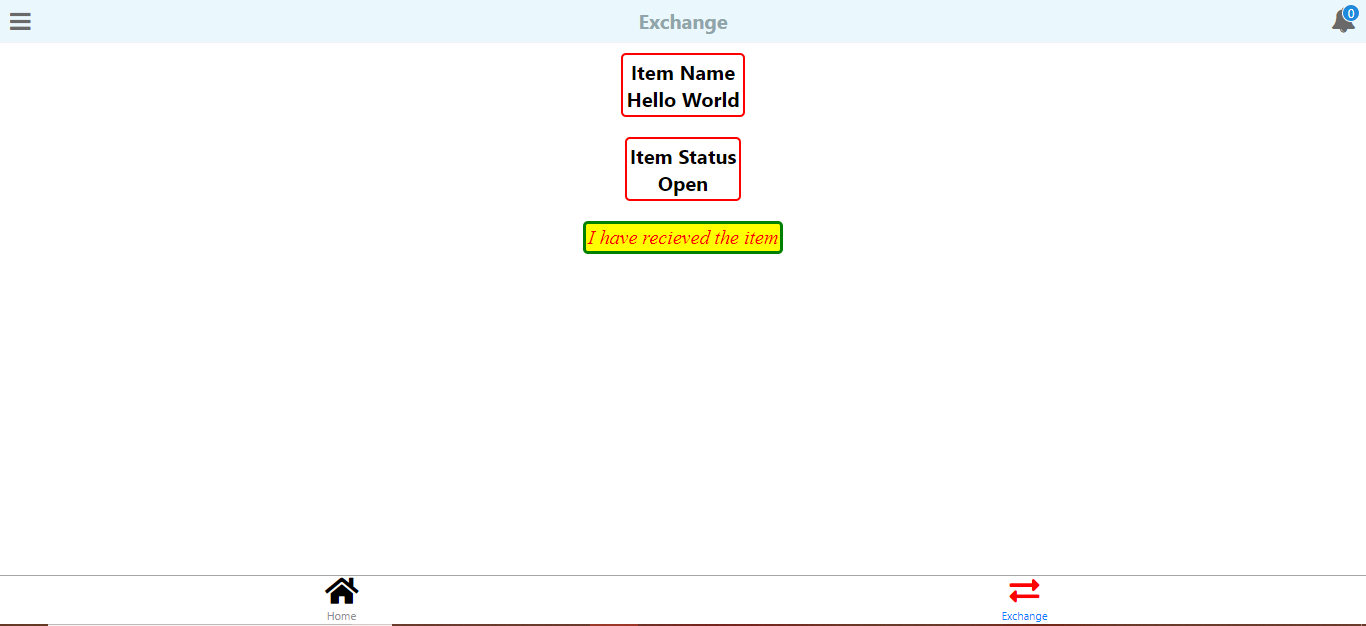 Exchange
0
Item Name
Hello World
Item Status
Open
I have recieved the item
Home
Exchange